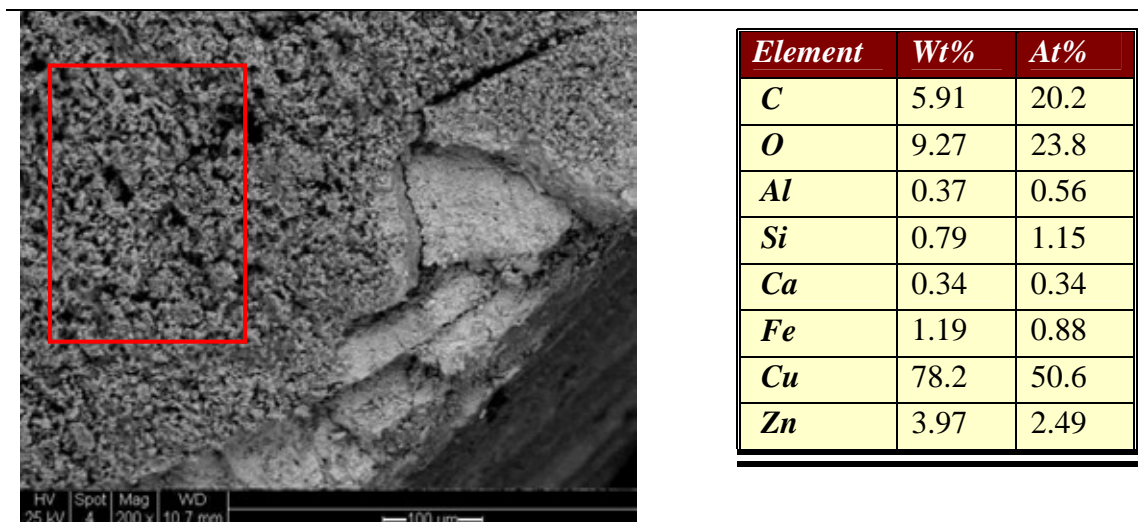 Element Wt% At%
C 5.91 20.2
O 9.27 23.8
Al 0.37 0.56
Si 0.79 1.15
Ca 0.34 0.34
Fe 1.19 0.88
Cu 78.2 50.6
Zn 3.97 2.49
HV Spot Mag WD
25 kV 4 200 x 10.7 mm 100 µm